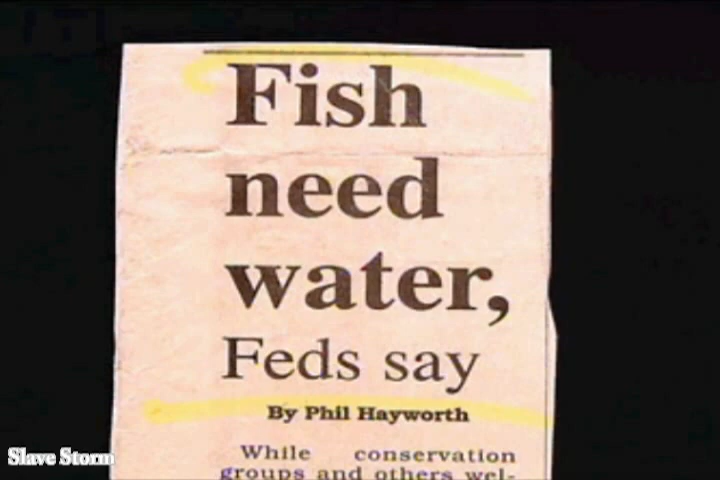 Fish
need
water,
Feds say
By Phil Hayworth
While conservation
groups and others wel-
Slave Storm